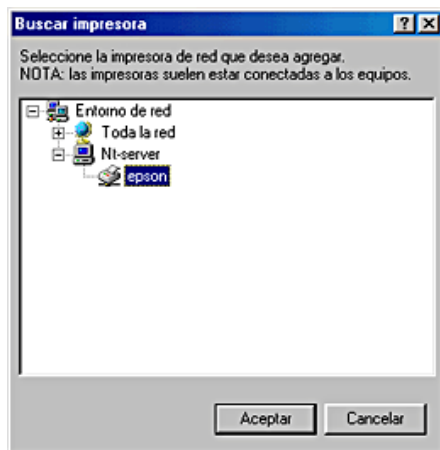 Buscar impresora
Seleccione la impresora de red que desea agregar.
NOTA: las impresoras suelen estar conectadas a los equipos.
Entorno de red
Toda la red
Nt-server
epson
Aceptar
Cancelar